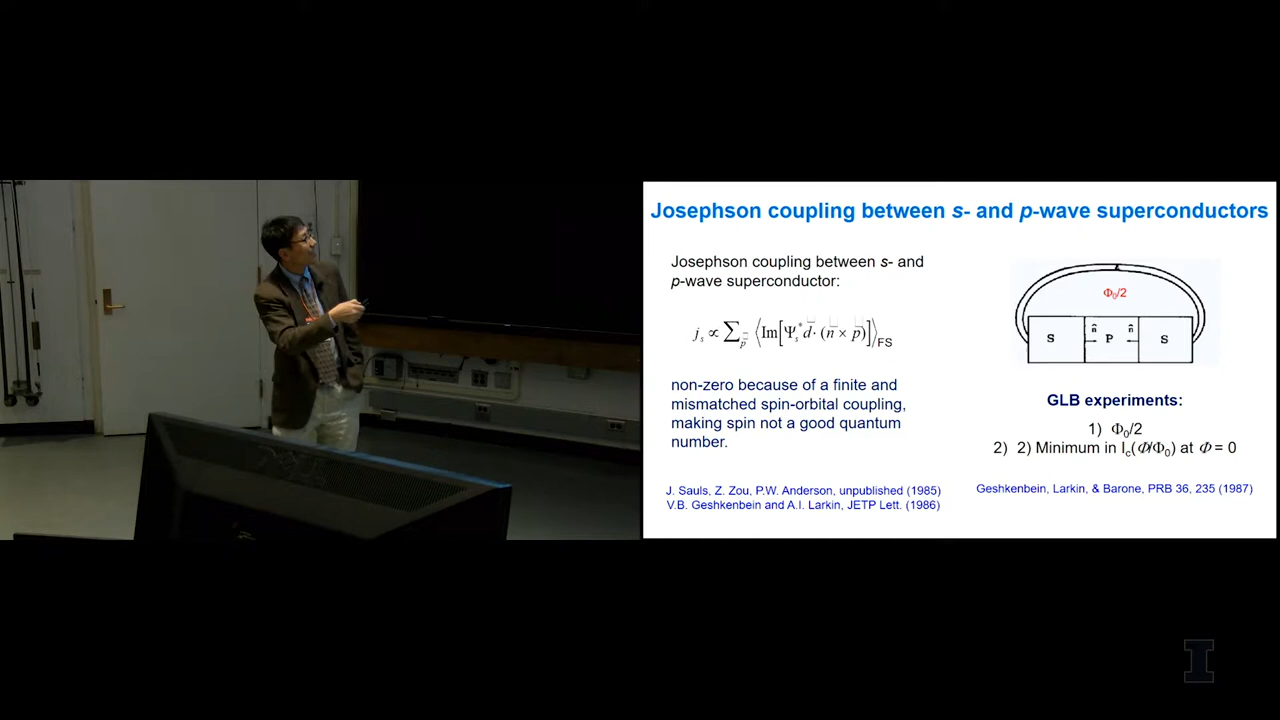 Josephson coupling between s- and p-wave superconductors
Josephson coupling between s- and
p-wave superconductor:
j_s ∝ ∑_p̄ ⟨Im[Ψ_s^* d · (n × p)]⟩_FS
non-zero because of a finite and
mismatched spin-orbital coupling,
making spin not a good quantum
number.
J. Sauls, Z. Zou, P.W. Anderson, unpublished (1985)
V.B. Geshkenbein and A.I. Larkin, JETP Lett. (1986)
Φ₀/2
n̂ n̂
S P S
GLB experiments:
1) Φ₀/2
2) 2) Minimum in I_c(Φ/Φ₀) at Φ = 0
Geshkenbein, Larkin, & Barone, PRB 36, 235 (1987)
I